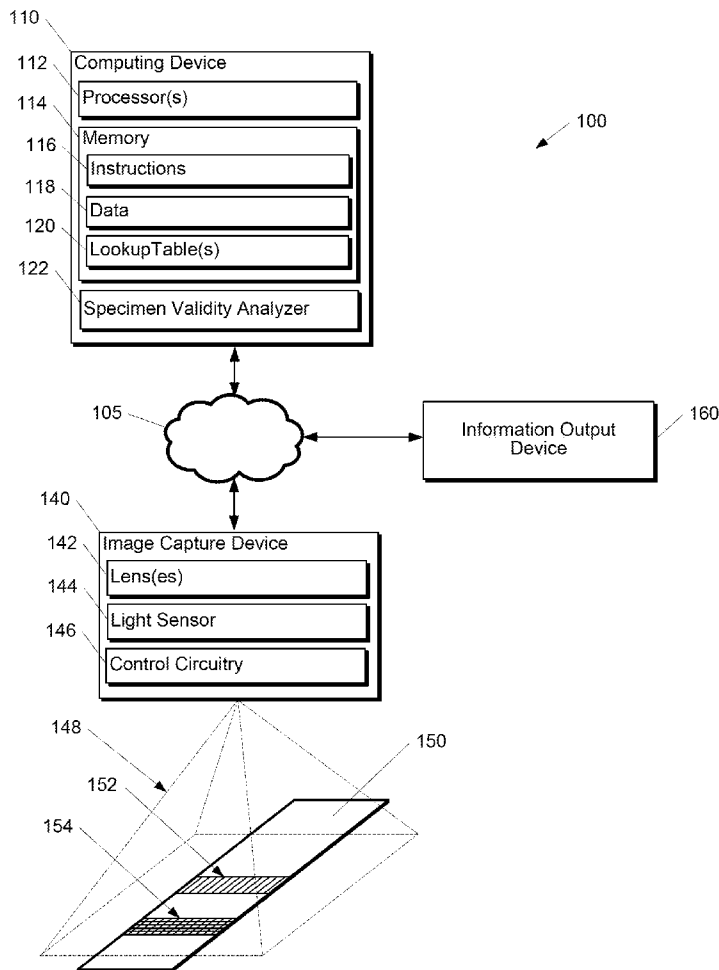 110
Computing Device
112
Processor(s)
114
Memory
100
116
Instructions
118
Data
120
LookupTable(s)
122
Specimen Validity Analyzer
105
Information Output
Device
160
140
Image Capture Device
142
Lens(es)
144
Light Sensor
146
Control Circuitry
148
150
152
154